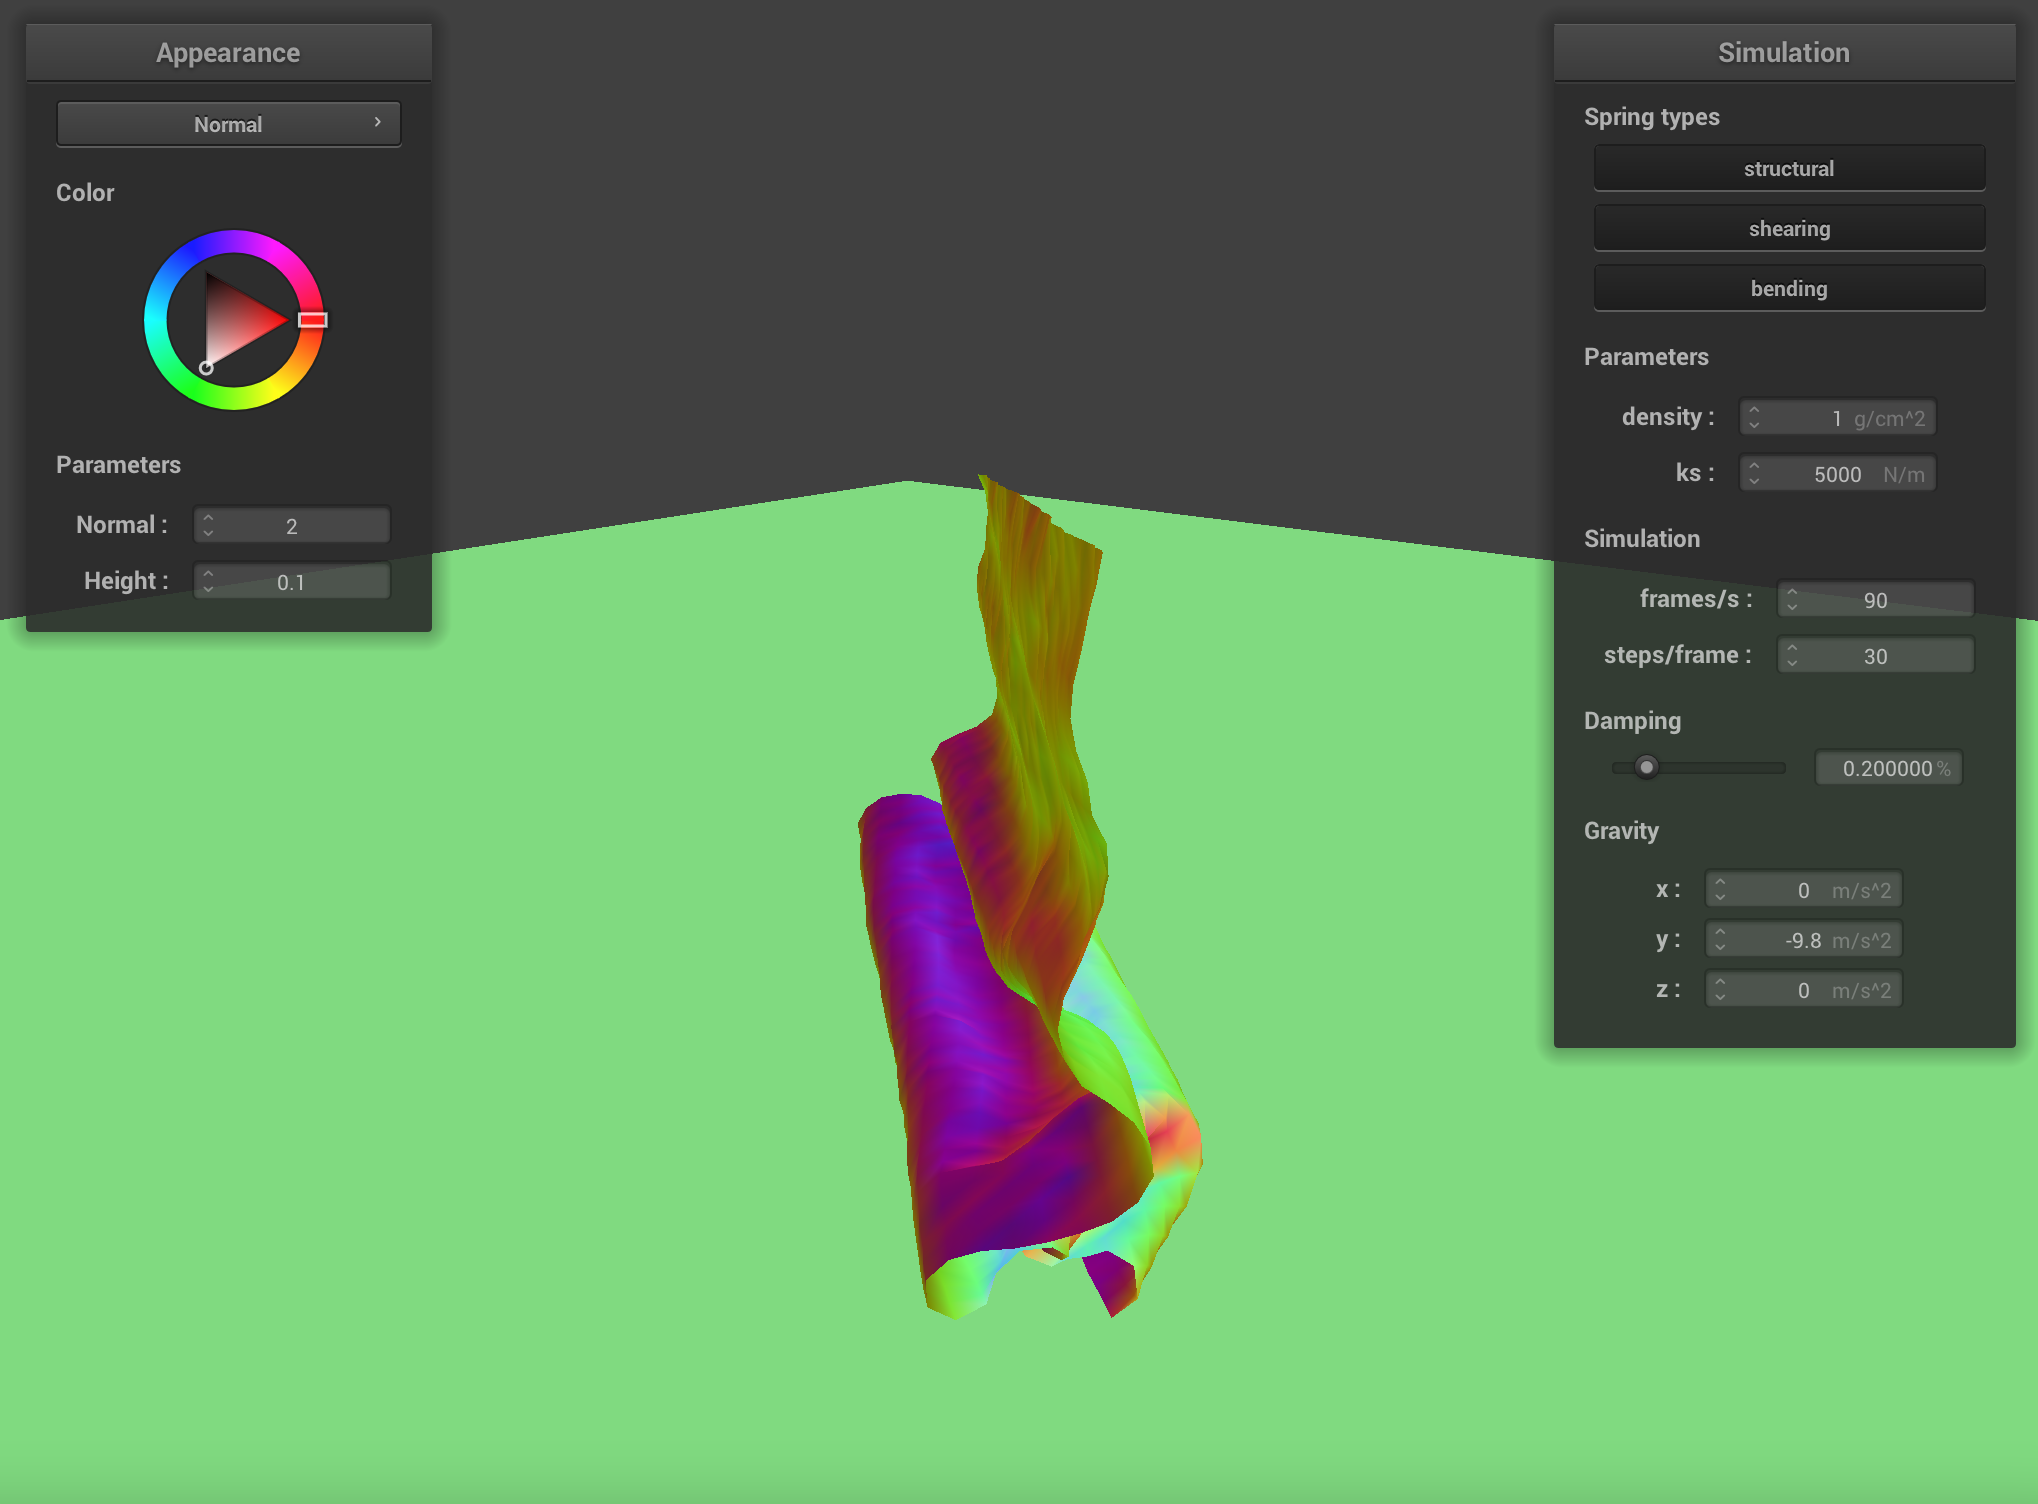 Appearance
Normal
Color
Parameters
Normal : 2
Height : 0.1
Simulation
Spring types
structural
shearing
bending
Parameters
density : 1 g/cm^2
ks : 5000 N/m
Simulation
frames/s : 90
steps/frame : 30
Damping
0.200000 %
Gravity
x : 0 m/s^2
y : -9.8 m/s^2
z : 0 m/s^2